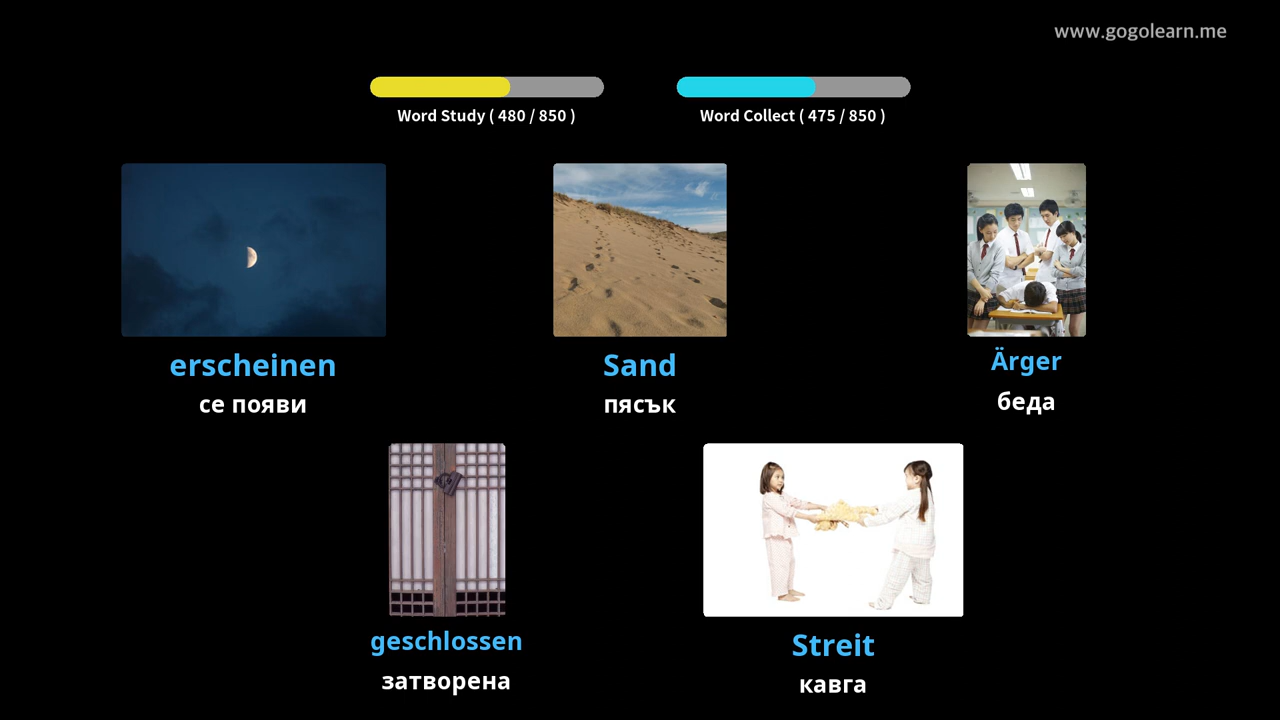 www.gogolearn.me
Word Study ( 480 / 850 )
Word Collect ( 475 / 850 )
erscheinen
се появи
Sand
пясък
Ärger
беда
geschlossen
затворена
Streit
кавга